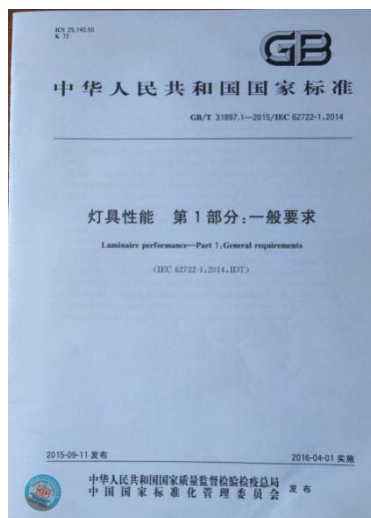 ICS 29.140.50
K 72
GB
中华人民共和国国家标准
GB/T 31897.1—2015/IEC 62722-1:2014
灯具性能 第1部分:一般要求
Luminaire performance—Part 1:General requirements
(IEC 62722-1:2014,IDT)
2015-09-11 发布
2016-04-01 实施
中华人民共和国国家质量监督检验检疫总局
中国国家标准化管理委员会
发布